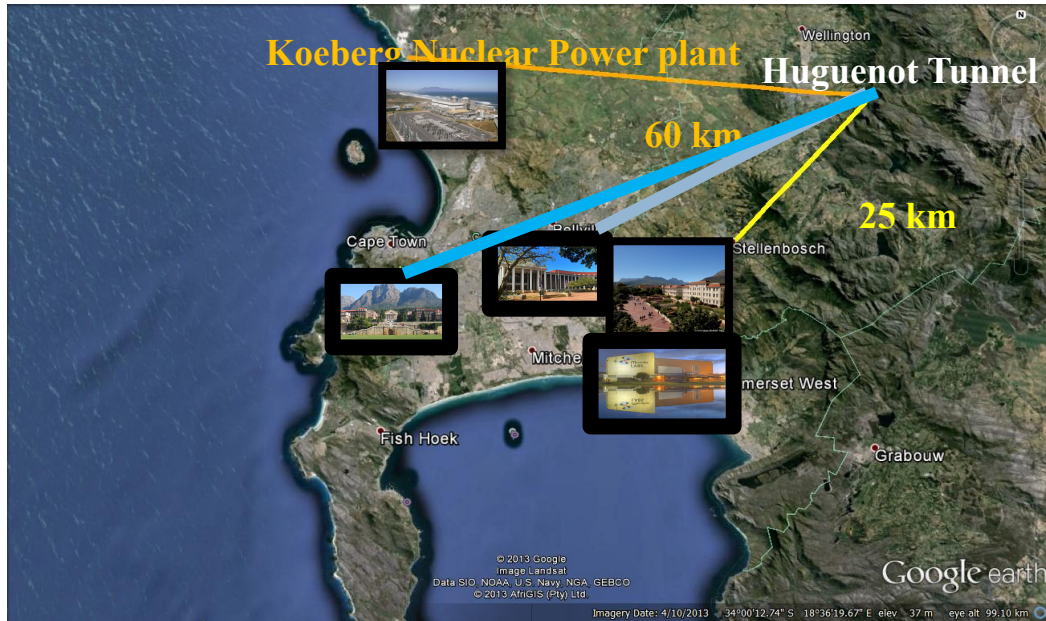 N
Wellington
Koeberg Nuclear Power plant
Huguenot Tunnel
60 km
25 km
Cape Town
Stellenbosch
Mitche
merset West
Fish Hoek
Grabouw
© 2013 Google
Image Landsat
Data SIO, NOAA, U.S. Navy, NGA, GEBCO
© 2013 AfriGIS (Pty) Ltd.
Google earth
Imagery Date: 4/10/2013 34°00'12.74" S 18°36'19.67" E elev 37 m eye alt 99.10 km